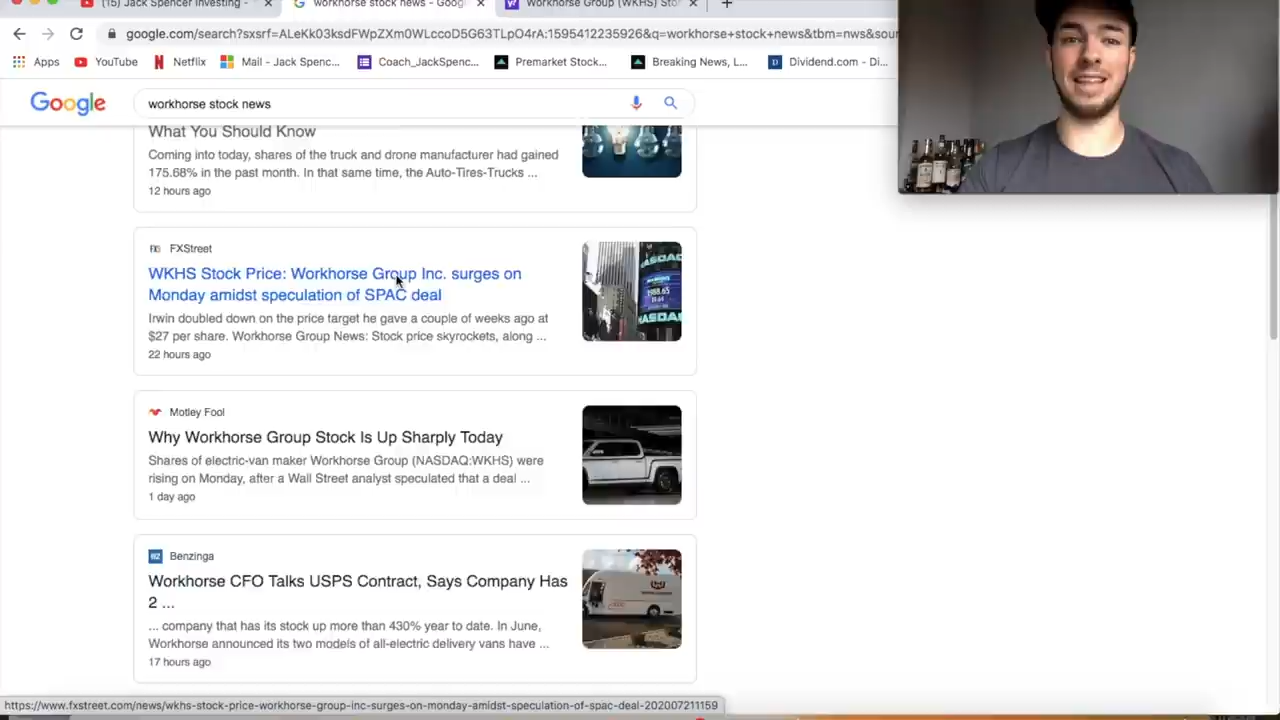 (15) Jack Spencer Investing -
workhorse stock news - Goog
Workhorse Group (WKHS) Sto
google.com/search?sxsrf=ALeKk03ksdFWpZXm0WLccoD5G63TLpO4rA:1595412235926&q=workhorse+stock+news&tbm=nws&sou
Apps
YouTube
Netflix
Mail - Jack Spenc...
Coach_JackSpenc...
Premarket Stock...
Breaking News, L...
Dividend.com - Di...
Google
workhorse stock news
What You Should Know
Coming into today, shares of the truck and drone manufacturer had gained
175.68% in the past month. In that same time, the Auto-Tires-Trucks ...
12 hours ago
FXStreet
WKHS Stock Price: Workhorse Group Inc. surges on
Monday amidst speculation of SPAC deal
Irwin doubled down on the price target he gave a couple of weeks ago at
$27 per share. Workhorse Group News: Stock price skyrockets, along ...
22 hours ago
NASDAQ
Motley Fool
Why Workhorse Group Stock Is Up Sharply Today
Shares of electric-van maker Workhorse Group (NASDAQ:WKHS) were
rising on Monday, after a Wall Street analyst speculated that a deal ...
1 day ago
BZ
Benzinga
Workhorse CFO Talks USPS Contract, Says Company Has
2 ...
... company that has its stock up more than 430% year to date. In June,
Workhorse announced its two models of all-electric delivery vans have ...
17 hours ago
https://www.fxstreet.com/news/wkhs-stock-price-workhorse-group-inc-surges-on-monday-amidst-speculation-of-spac-deal-202007211159